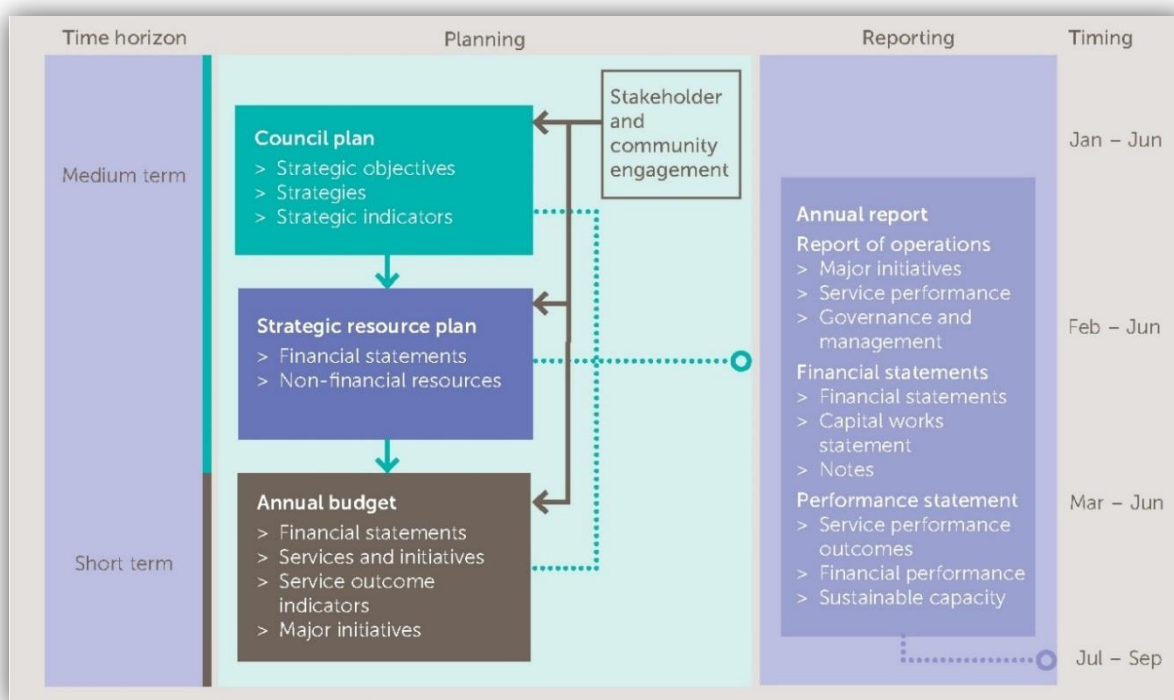 Time horizon
Planning
Reporting
Timing
Medium term
Short term
Council plan
> Strategic objectives
> Strategies
> Strategic indicators
Strategic resource plan
> Financial statements
> Non-financial resources
Annual budget
> Financial statements
> Services and initiatives
> Service outcome
indicators
> Major initiatives
Stakeholder
and
community
engagement
Annual report
Report of operations
> Major initiatives
> Service performance
> Governance and
management
Financial statements
> Financial statements
> Capital works
statement
> Notes
Performance statement
> Service performance
outcomes
> Financial performance
> Sustainable capacity
Jan – Jun
Feb – Jun
Mar – Jun
Jul – Sep